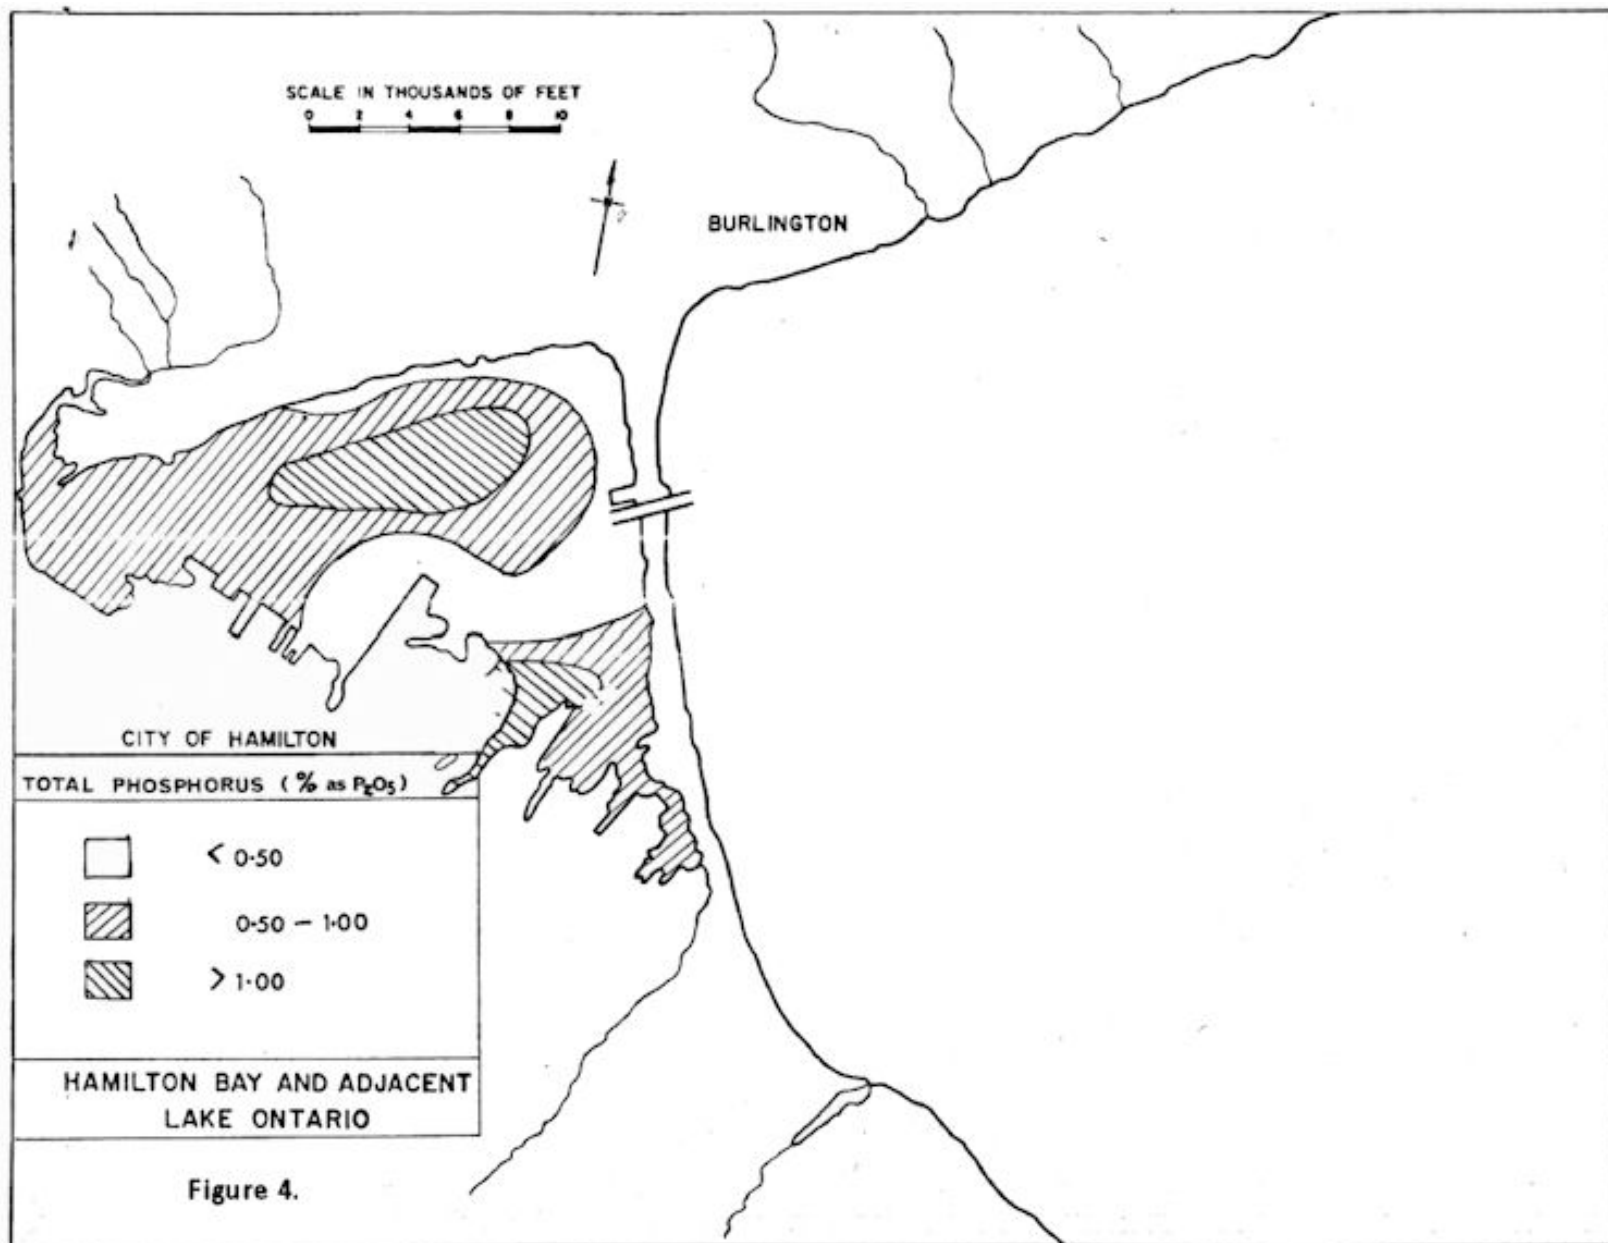 SCALE IN THOUSANDS OF FEET
0 2 4 6 8 10
BURLINGTON
CITY OF HAMILTON
TOTAL PHOSPHORUS (% as P2O5)
< 0·50
0·50 – 1·00
> 1·00
HAMILTON BAY AND ADJACENT
LAKE ONTARIO
Figure 4.